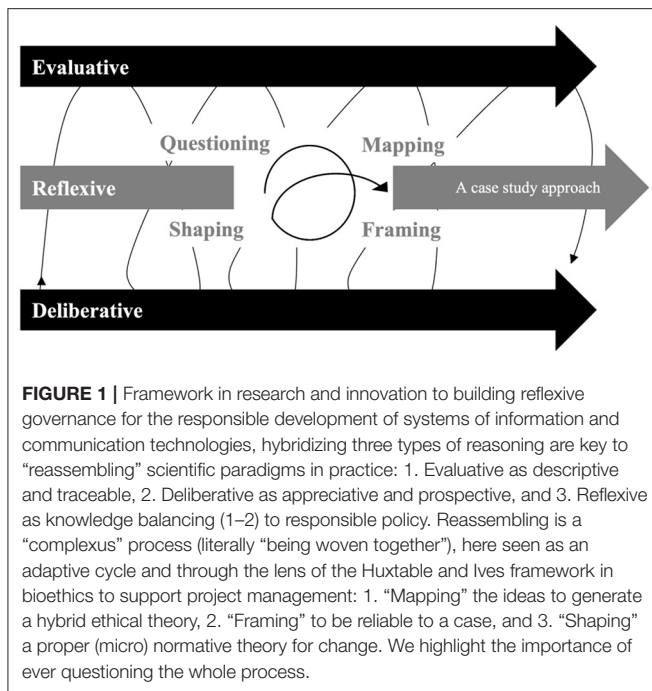 Evaluative
Questioning
Mapping
Reflexive
A case study approach
Shaping
Framing
Deliberative
FIGURE 1 | Framework in research and innovation to building reflexive
governance for the responsible development of systems of information and
communication technologies, hybridizing three types of reasoning are key to
“reassembling” scientific paradigms in practice: 1. Evaluative as descriptive
and traceable, 2. Deliberative as appreciative and prospective, and 3. Reflexive
as knowledge balancing (1–2) to responsible policy. Reassembling is a
“complexus” process (literally “being woven together”), here seen as an
adaptive cycle and through the lens of the Huxtable and Ives framework in
bioethics to support project management: 1. “Mapping” the ideas to generate
a hybrid ethical theory, 2. “Framing” to be reliable to a case, and 3. “Shaping”
a proper (micro) normative theory for change. We highlight the importance of
ever questioning the whole process.